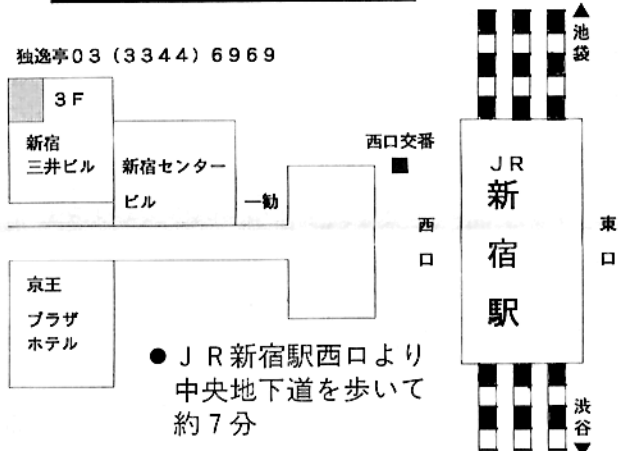 独逸亭03(3344)6969
3F
新宿
三井ビル
新宿センター
ビル
一勧
西口交番
▲
池
袋
JR
新
宿
駅
西
口
東
口
京王
プラザ
ホテル
●JR新宿駅西口より
中央地下道を歩いて
約7分
渋
谷
▼